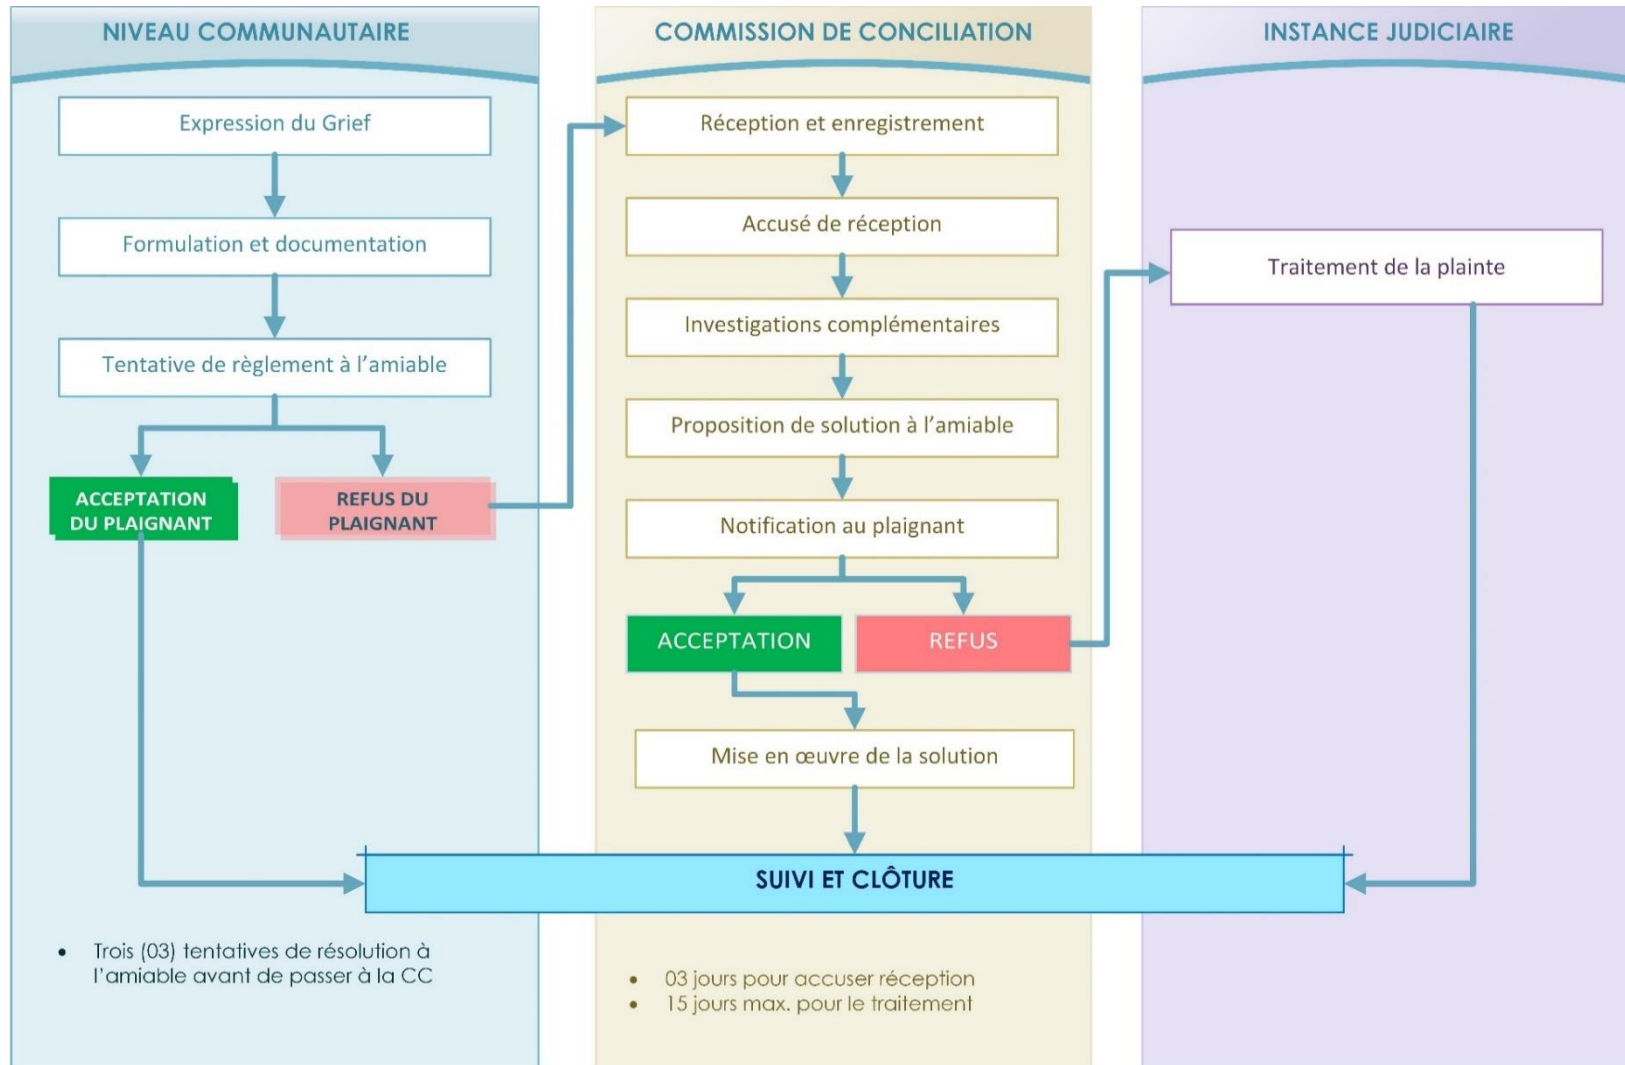 NIVEAU COMMUNAUTAIRE
Expression du Grief
Formulation et documentation
Tentative de règlement à l’amiable
ACCEPTATION
DU PLAIGNANT
REFUS DU
PLAIGNANT
• Trois (03) tentatives de résolution à
l’amiable avant de passer à la CC
COMMISSION DE CONCILIATION
Réception et enregistrement
Accusé de réception
Investigations complémentaires
Proposition de solution à l’amiable
Notification au plaignant
ACCEPTATION
REFUS
Mise en œuvre de la solution
SUIVI ET CLÔTURE
• 03 jours pour accuser réception
• 15 jours max. pour le traitement
INSTANCE JUDICIAIRE
Traitement de la plainte